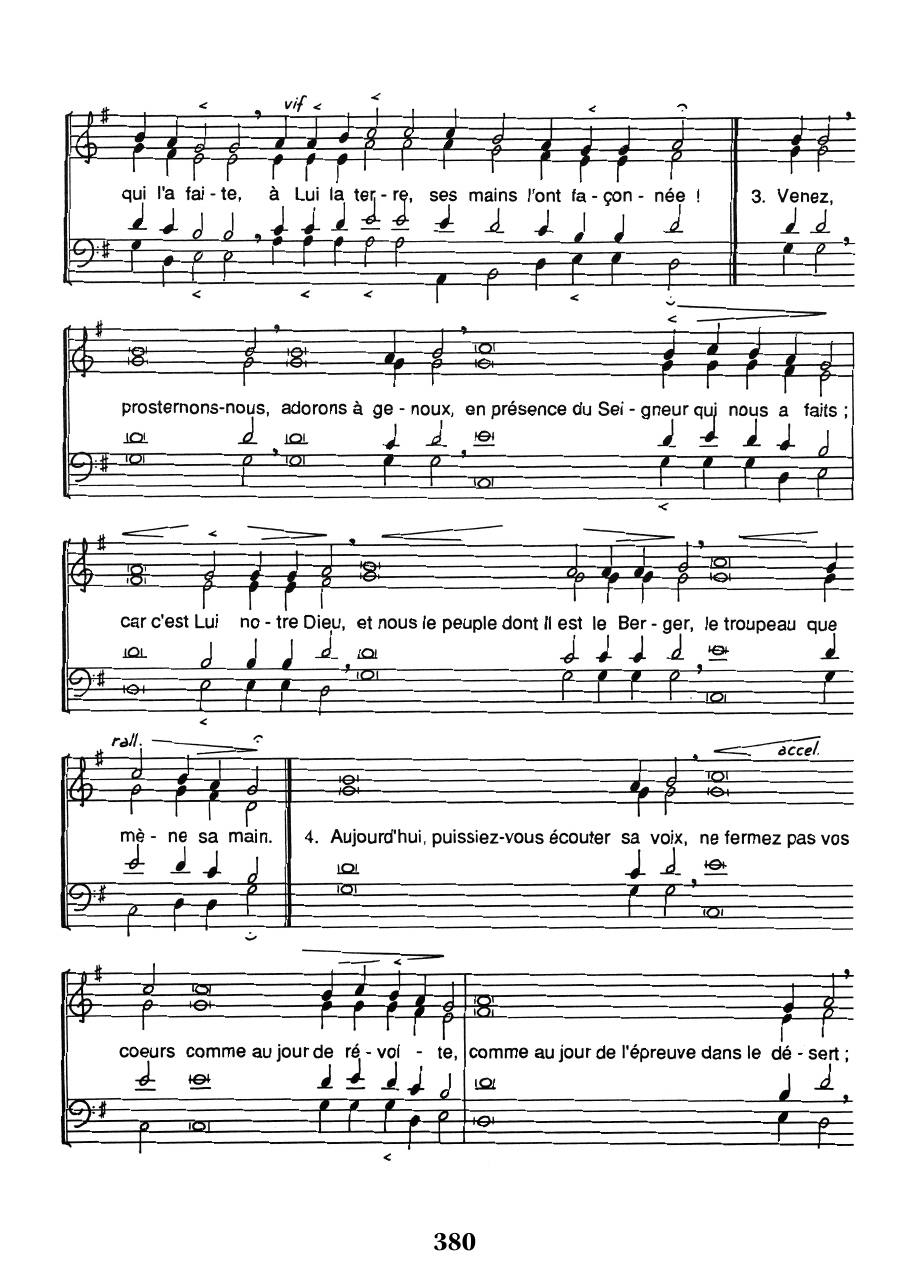 vif
qui l'a fai-te, à Lui la ter-re, ses mains l'ont fa-çon-née ! 3. Venez,
prosternons-nous, adorons à ge-noux, en présence du Sei-gneur qui nous a faits ;
car c'est Lui no-tre Dieu, et nous le peuple dont Il est le Ber-ger, le troupeau que
rall. accel.
mè-ne sa main. 4. Aujourd'hui, puissiez-vous écouter sa voix, ne fermez pas vos
coeurs comme au jour de ré-voi-te, comme au jour de l'épreuve dans le dé-sert ;
380